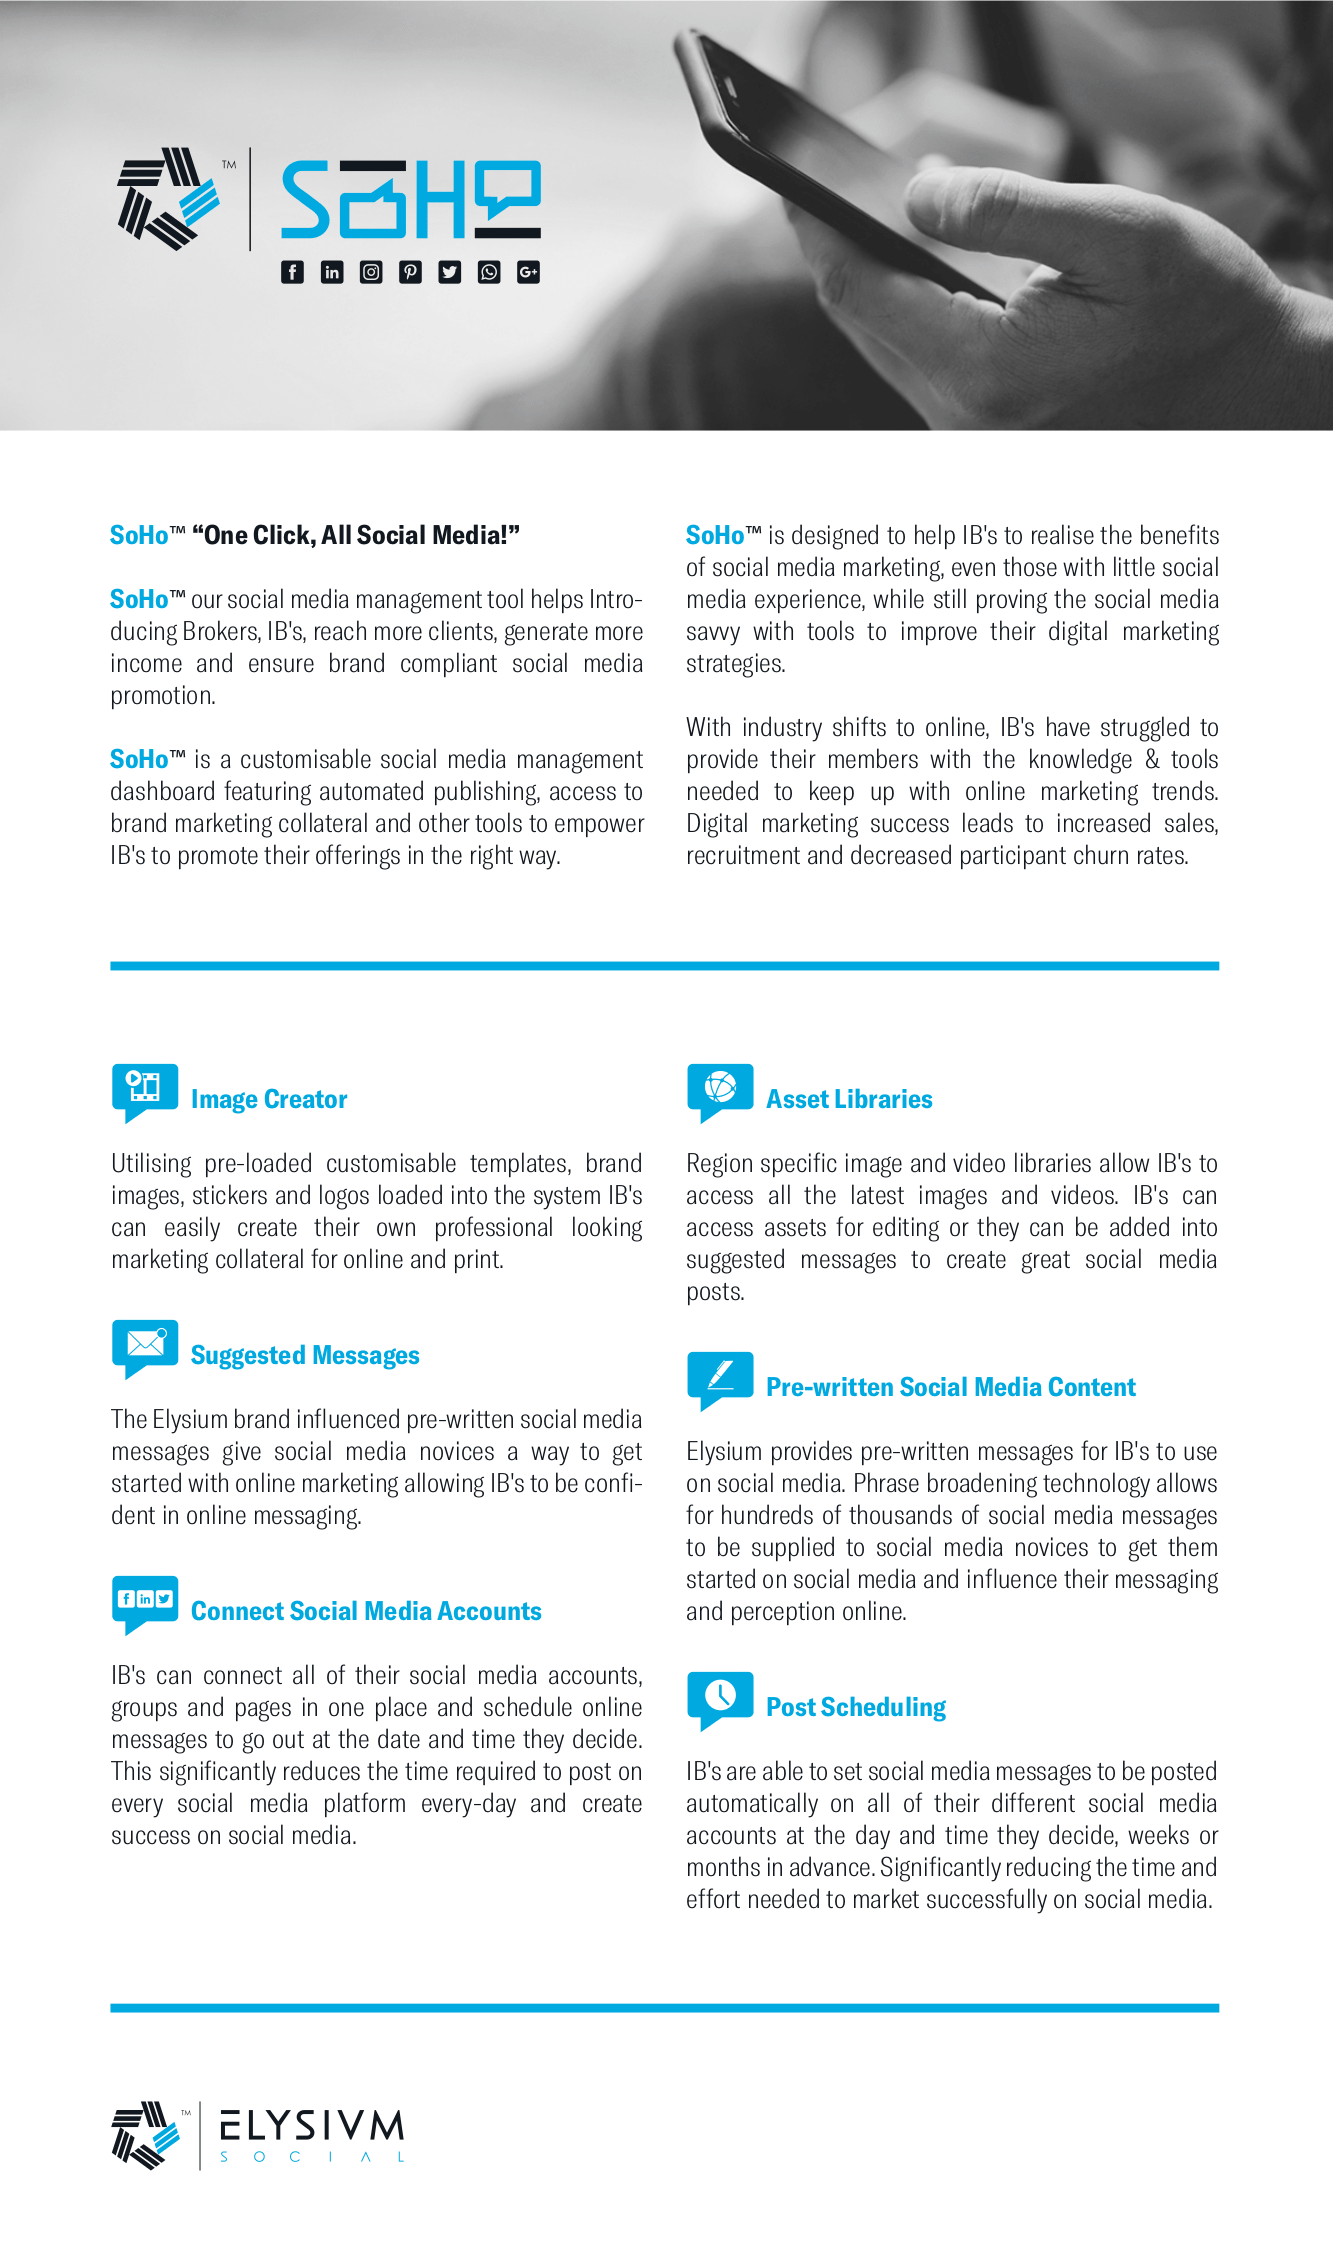 TM
SOHO
f in G+
SoHo™ “One Click, All Social Media!”
SoHo™ our social media management tool helps Intro-
ducing Brokers, IB's, reach more clients, generate more
income and ensure brand compliant social media
promotion.
SoHo™ is a customisable social media management
dashboard featuring automated publishing, access to
brand marketing collateral and other tools to empower
IB's to promote their offerings in the right way.
SoHo™ is designed to help IB's to realise the benefits
of social media marketing, even those with little social
media experience, while still proving the social media
savvy with tools to improve their digital marketing
strategies.
With industry shifts to online, IB's have struggled to
provide their members with the knowledge & tools
needed to keep up with online marketing trends.
Digital marketing success leads to increased sales,
recruitment and decreased participant churn rates.
Image Creator
Utilising pre-loaded customisable templates, brand
images, stickers and logos loaded into the system IB's
can easily create their own professional looking
marketing collateral for online and print.
Suggested Messages
The Elysium brand influenced pre-written social media
messages give social media novices a way to get
started with online marketing allowing IB's to be confi-
dent in online messaging.
f in
Connect Social Media Accounts
IB's can connect all of their social media accounts,
groups and pages in one place and schedule online
messages to go out at the date and time they decide.
This significantly reduces the time required to post on
every social media platform every-day and create
success on social media.
Asset Libraries
Region specific image and video libraries allow IB's to
access all the latest images and videos. IB's can
access assets for editing or they can be added into
suggested messages to create great social media
posts.
Pre-written Social Media Content
Elysium provides pre-written messages for IB's to use
on social media. Phrase broadening technology allows
for hundreds of thousands of social media messages
to be supplied to social media novices to get them
started on social media and influence their messaging
and perception online.
Post Scheduling
IB's are able to set social media messages to be posted
automatically on all of their different social media
accounts at the day and time they decide, weeks or
months in advance. Significantly reducing the time and
effort needed to market successfully on social media.
TM
ELYSIVM
SOCIAL